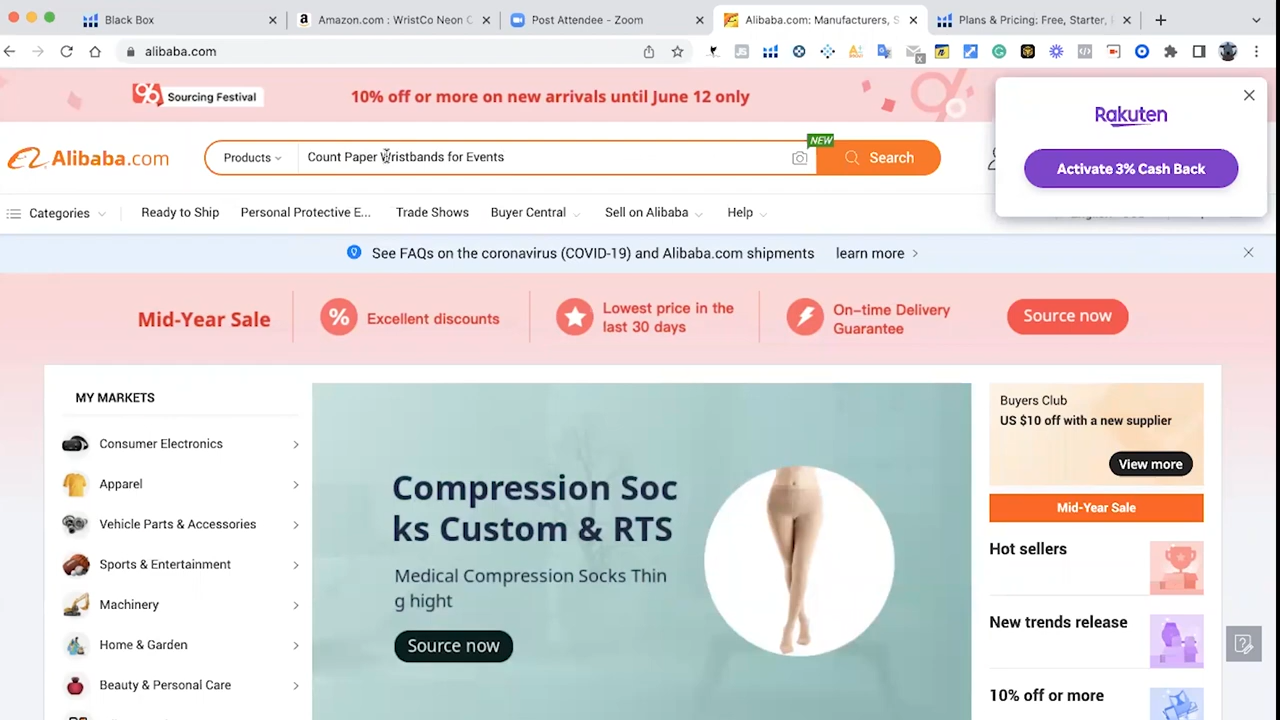 Black Box
Amazon.com : WristCo Neon C
Post Attendee - Zoom
Alibaba.com: Manufacturers, S
Plans & Pricing: Free, Starter,
alibaba.com
Sourcing Festival
10% off or more on new arrivals until June 12 only
Rakuten
Activate 3% Cash Back
Alibaba.com
Products
Count Paper Wristbands for Events
NEW
Search
Categories
Ready to Ship
Personal Protective E...
Trade Shows
Buyer Central
Sell on Alibaba
Help
See FAQs on the coronavirus (COVID-19) and Alibaba.com shipments
learn more
Mid-Year Sale
Excellent discounts
Lowest price in the
last 30 days
On-time Delivery
Guarantee
Source now
MY MARKETS
Consumer Electronics
Apparel
Vehicle Parts & Accessories
Sports & Entertainment
Machinery
Home & Garden
Beauty & Personal Care
Compression Soc
ks Custom & RTS
Medical Compression Socks Thin
g hight
Source now
Buyers Club
US $10 off with a new supplier
View more
Mid-Year Sale
Hot sellers
New trends release
10% off or more